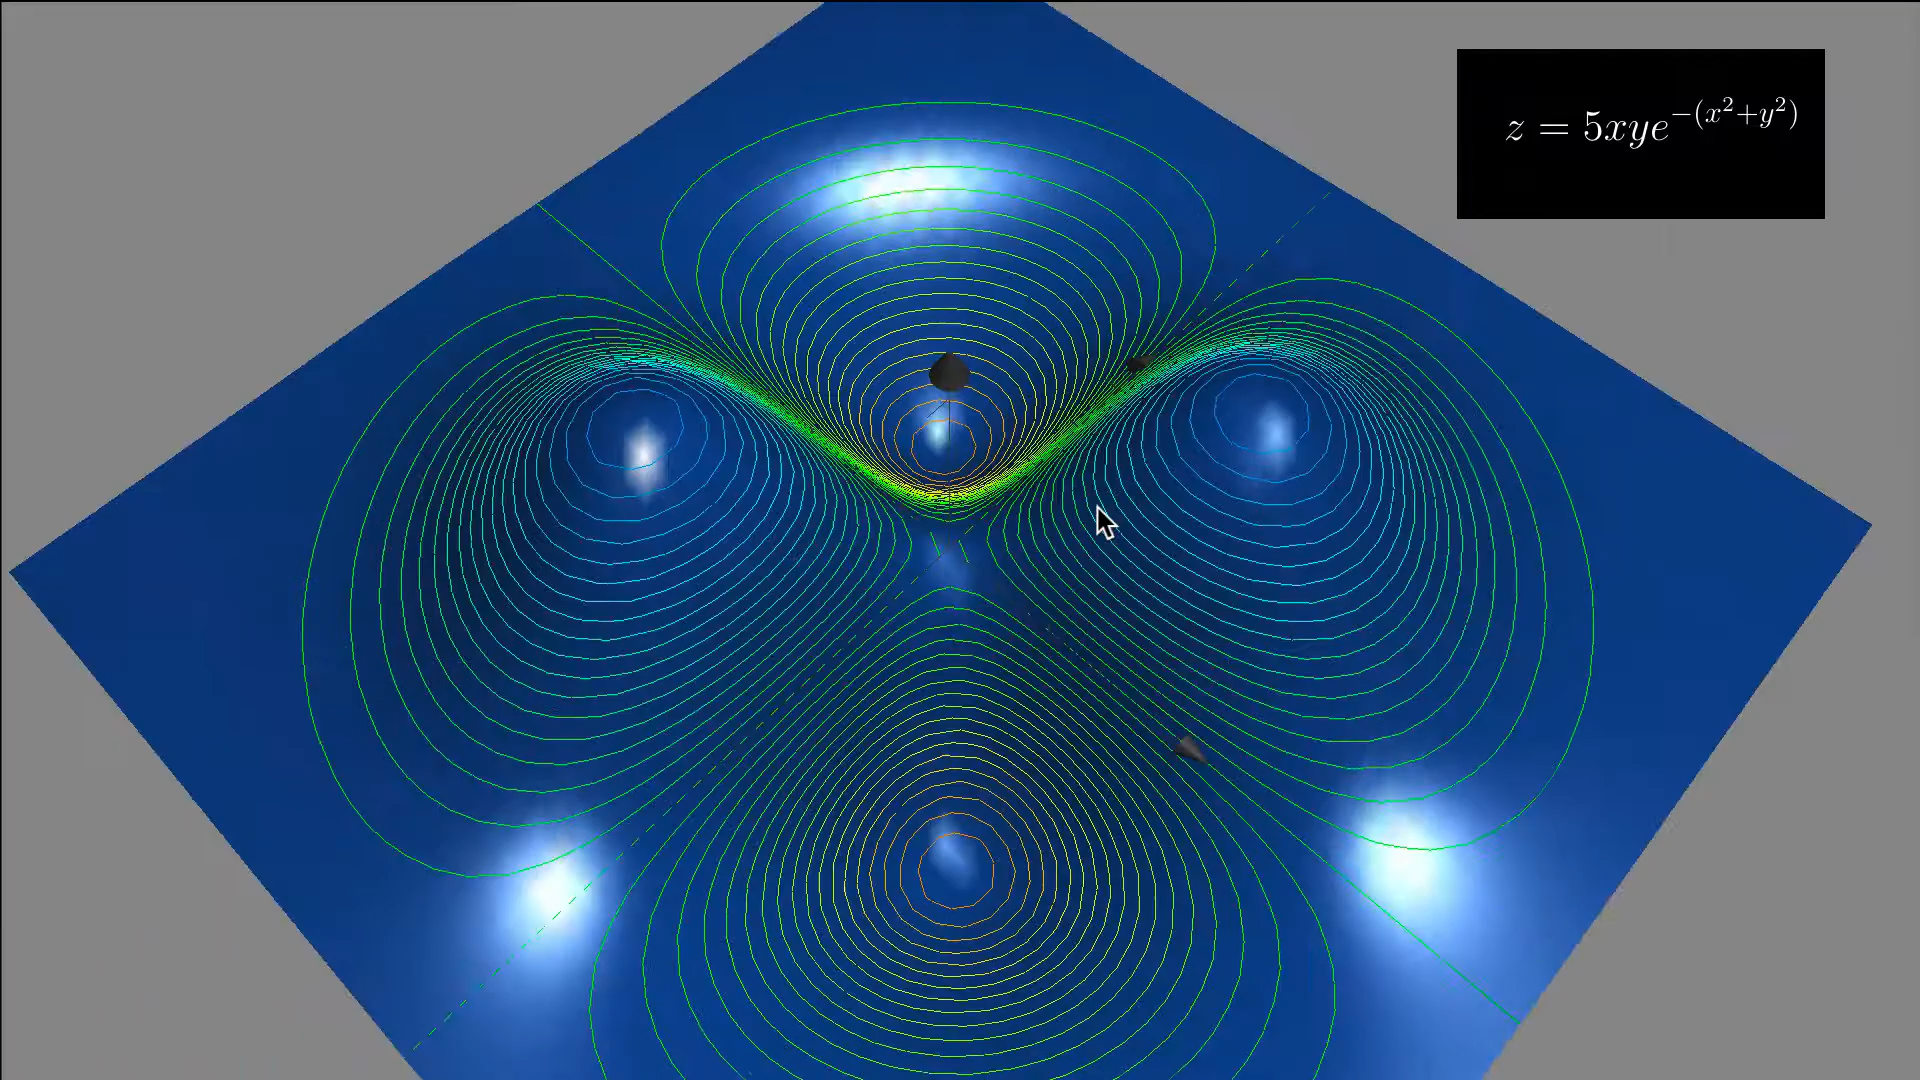 z = 5xye^{-(x^2+y^2)}